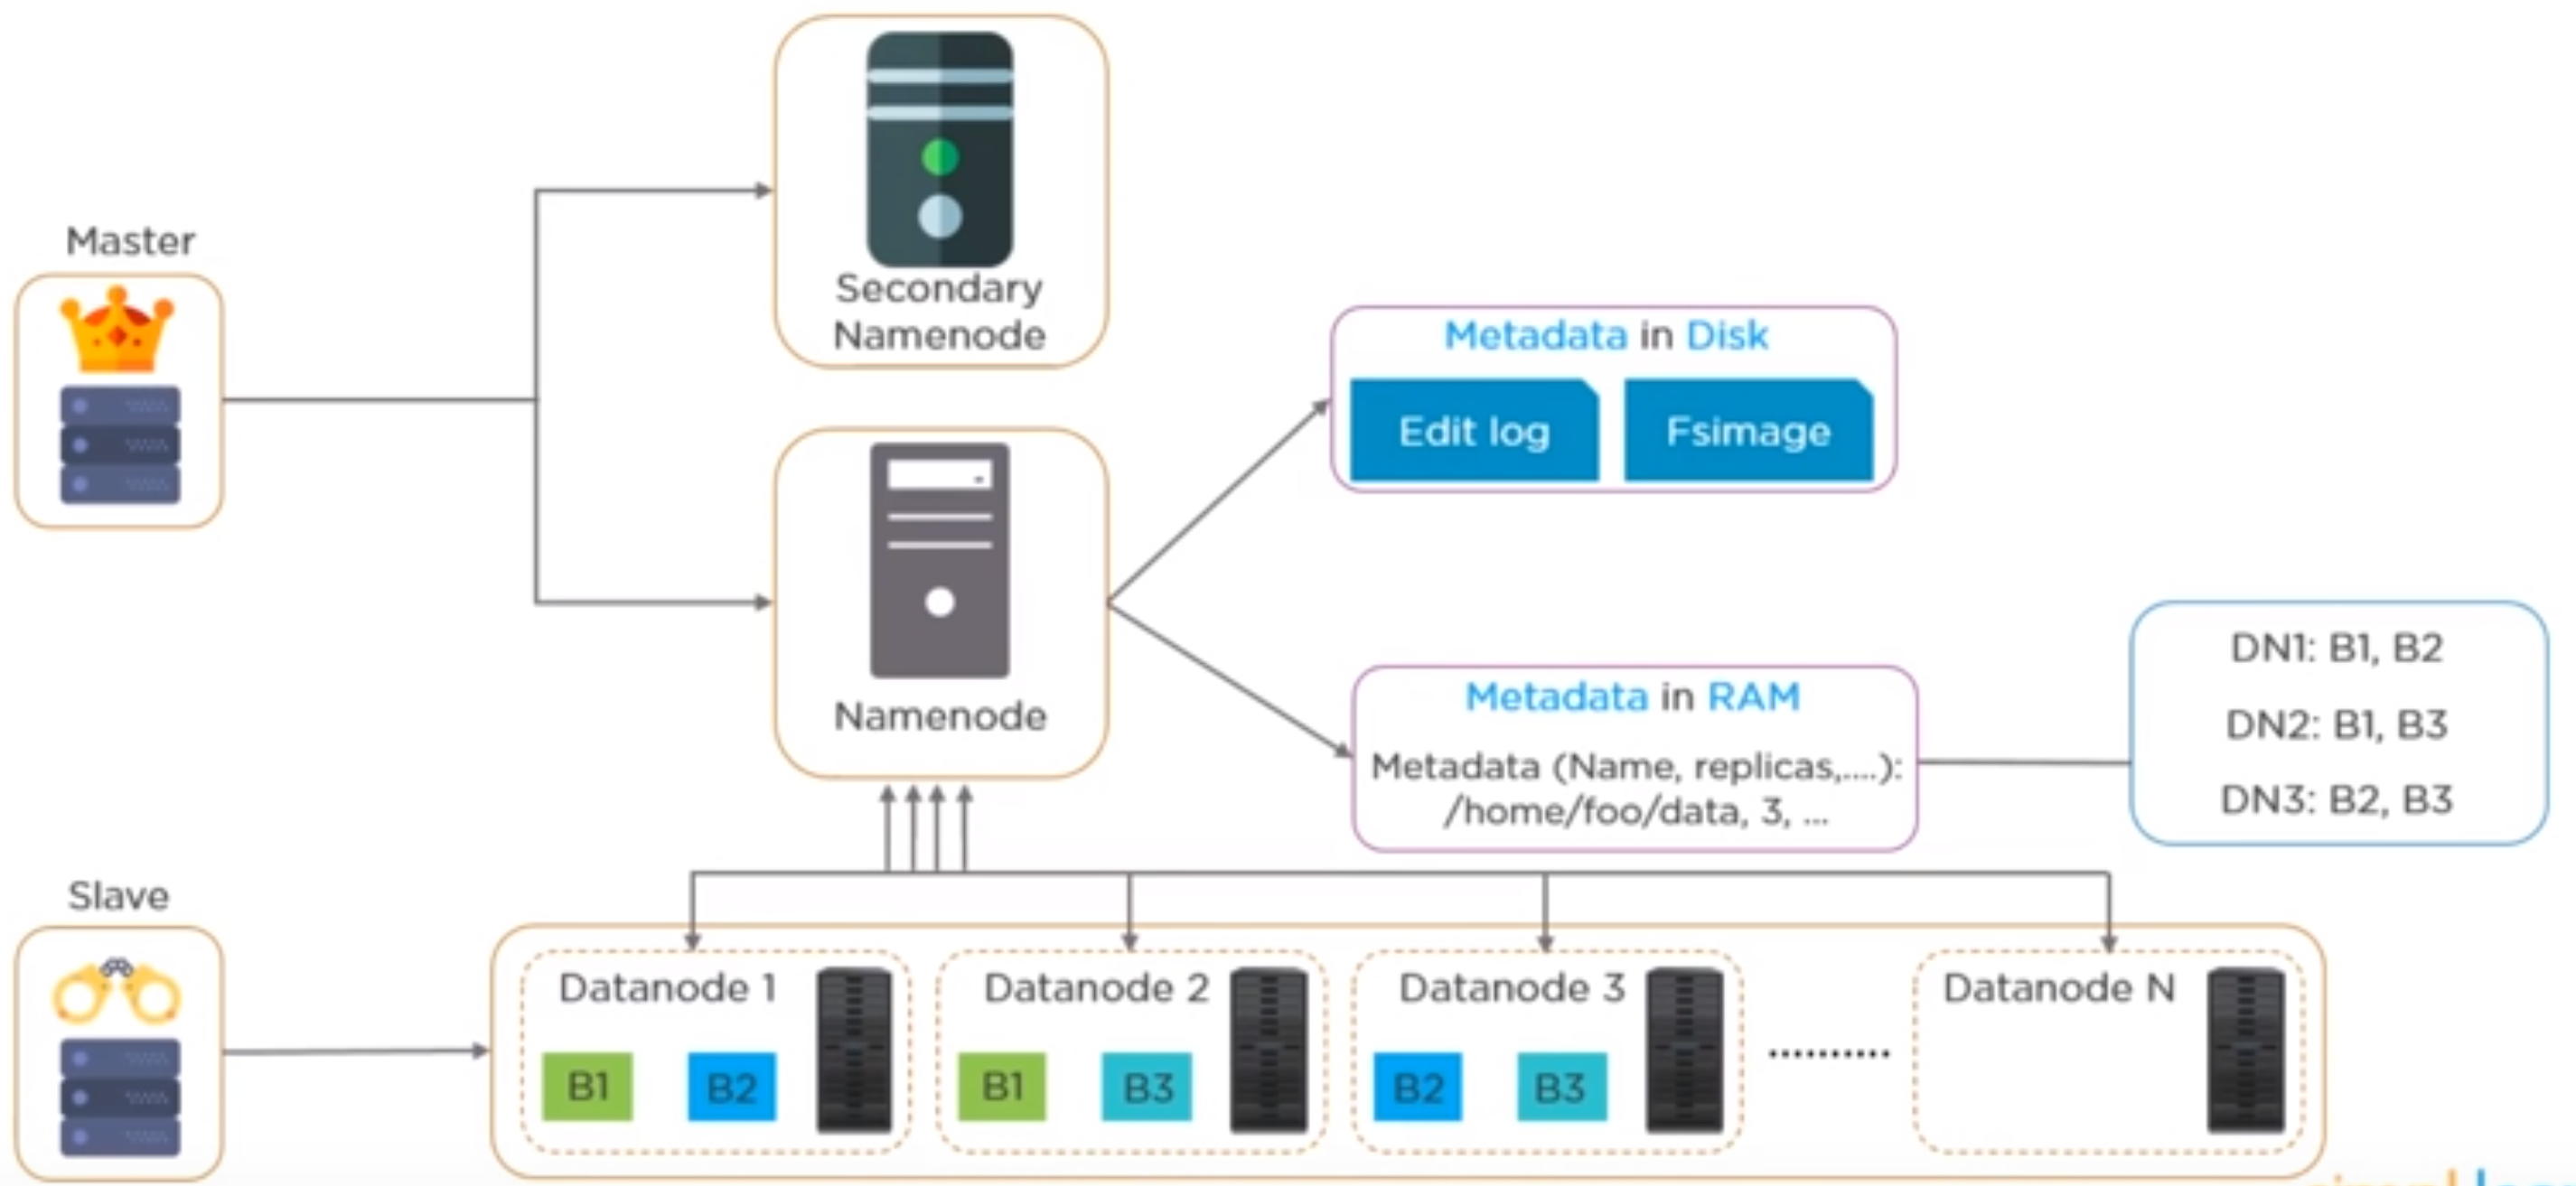 Master
Secondary
Namenode
Metadata in Disk
Edit log
Fsimage
Namenode
Metadata in RAM
Metadata (Name, replicas,....):
/home/foo/data, 3, ...
DN1: B1, B2
DN2: B1, B3
DN3: B2, B3
Slave
Datanode 1
B1
B2
Datanode 2
B1
B3
Datanode 3
B2
B3
..........
Datanode N